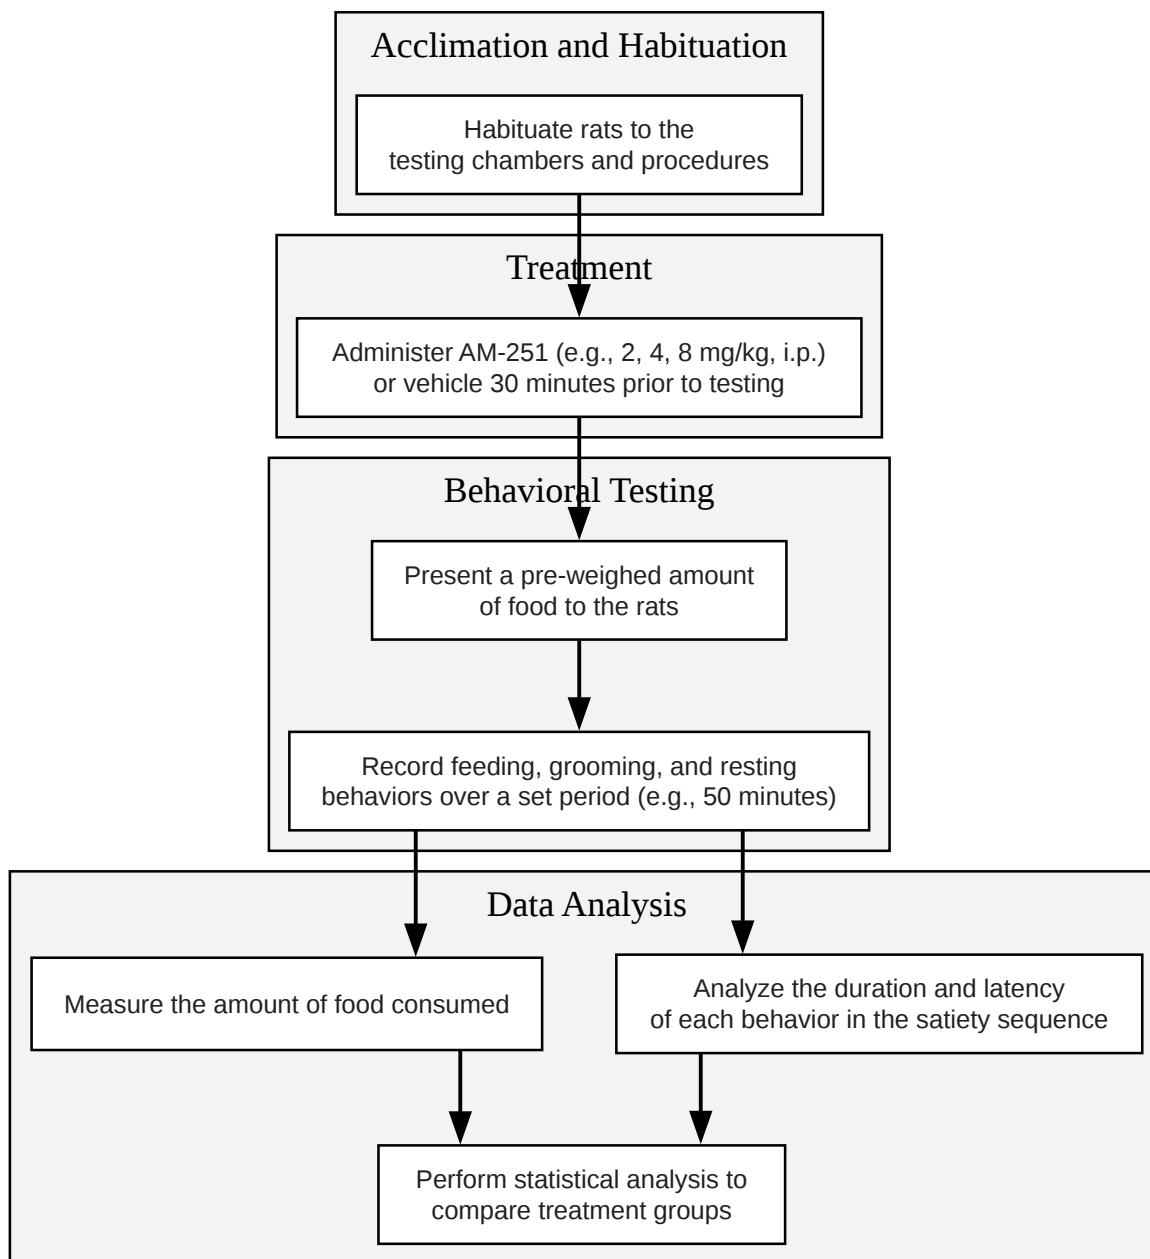 Acclimation and Habituation
Habituate rats to the
testing chambers and procedures
Treatment
Administer AM-251 (e.g., 2, 4, 8 mg/kg, i.p.)
or vehicle 30 minutes prior to testing
Behavioral Testing
Present a pre-weighed amount
of food to the rats
Record feeding, grooming, and resting
behaviors over a set period (e.g., 50 minutes)
Data Analysis
Measure the amount of food consumed
Analyze the duration and latency
of each behavior in the satiety sequence
Perform statistical analysis to
compare treatment groups